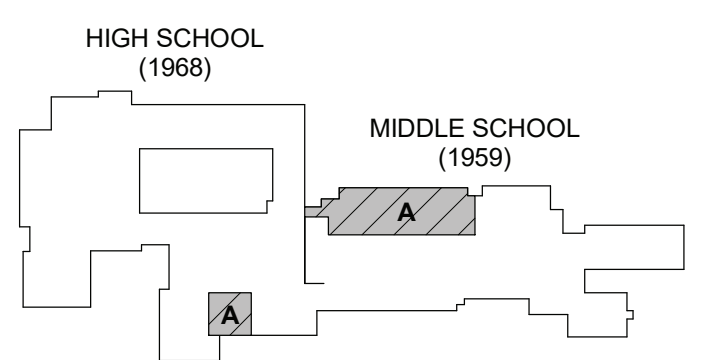 HIGH SCHOOL
(1968)
MIDDLE SCHOOL
(1959)
A
A